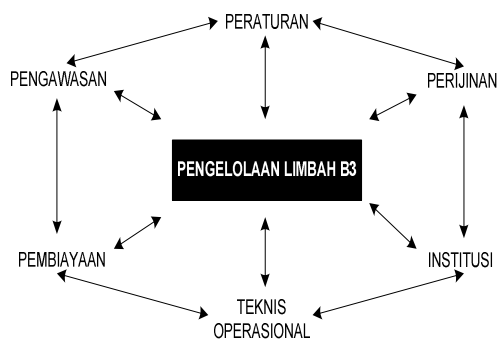 PERATURAN
PENGAWASAN
PERIJINAN
PENGELOLAAN LIMBAH B3
PEMBIAYAAN
INSTITUSI
TEKNIS
OPERASIONAL